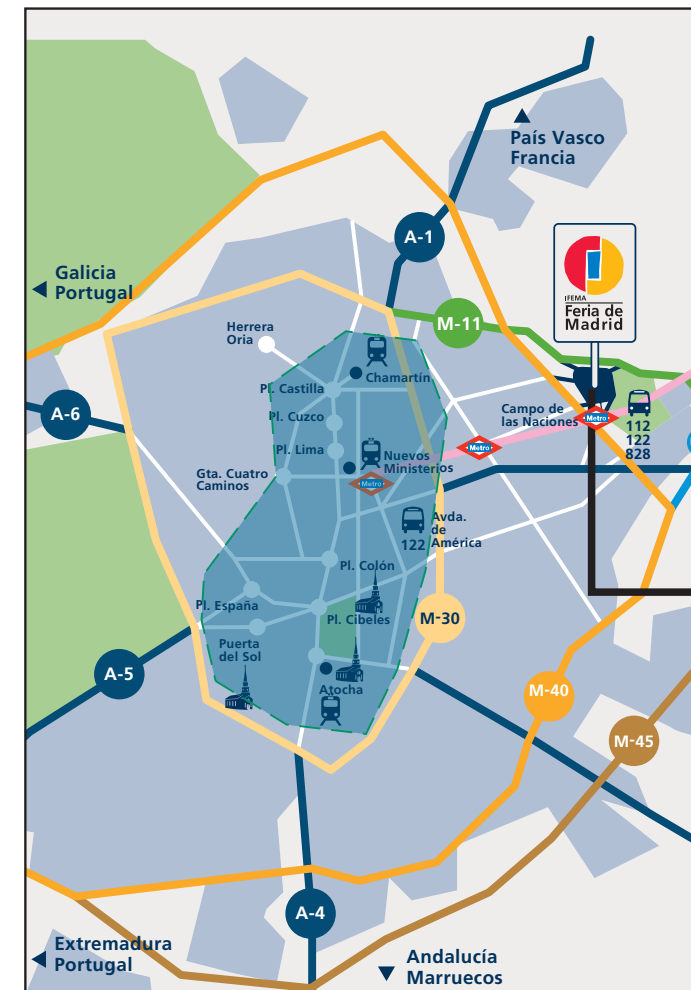 País Vasco
Francia
A-1
Galicia
Portugal
IFEMA
Feria de
Madrid
M-11
Herrera
Oria
Chamartín
Pl. Castilla
A-6
Pl. Cuzco
Campo de
las Naciones
Metro
112
122
828
Pl. Lima
Metro
Nuevos
Ministerios
Gta. Cuatro
Caminos
Metro
Avda.
de
América
122
Pl. Colón
Pl. España
Pl. Cibeles
M-30
Puerta
del Sol
A-5
Atocha
M-40
M-45
A-4
Extremadura
Portugal
Andalucía
Marruecos